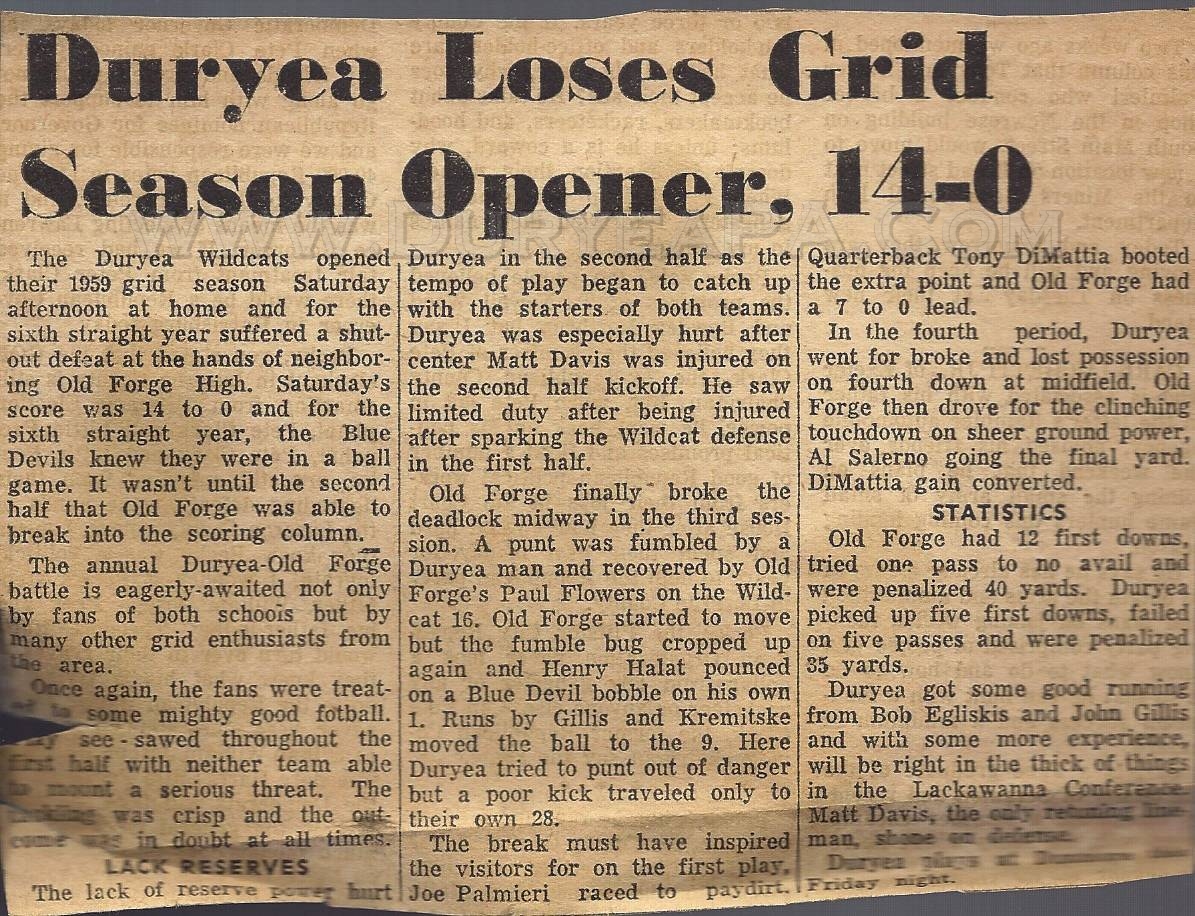 Duryea Loses Grid
Season Opener, 14-0
WWW.DURYEAPA.COM
The Duryea Wildcats opened
their 1959 grid season Saturday
afternoon at home and for the
sixth straight year suffered a shut-
out defeat at the hands of neighbor-
ing Old Forge High. Saturday's
score was 14 to 0 and for the
sixth straight year, the Blue
Devils knew they were in a ball
game. It wasn't until the second
half that Old Forge was able to
break into the scoring column.
The annual Duryea-Old Forge
battle is eagerly-awaited not only
by fans of both schools but by
many other grid enthusiasts from
the area.
Once again, the fans were treat-
ed to some mighty good fotball.
see-sawed throughout the
first half with neither team able
to mount a serious threat. The
was crisp and the out-
come was in doubt at all times.
LACK RESERVES
The lack of reserve power hurt
Duryea in the second half as the
tempo of play began to catch up
with the starters of both teams.
Duryea was especially hurt after
center Matt Davis was injured on
the second half kickoff. He saw
limited duty after being injured
after sparking the Wildcat defense
in the first half.
Old Forge finally broke the
deadlock midway in the third ses-
sion. A punt was fumbled by a
Duryea man and recovered by Old
Forge's Paul Flowers on the Wild-
cat 16. Old Forge started to move
but the fumble bug cropped up
again and Henry Halat pounced
on a Blue Devil bobble on his own
1. Runs by Gillis and Kremitske
moved the ball to the 9. Here
Duryea tried to punt out of danger
but a poor kick traveled only to
their own 28.
The break must have inspired
the visitors for on the first play,
Joe Palmieri raced to paydirt.
Quarterback Tony DiMattia booted
the extra point and Old Forge had
a 7 to 0 lead.
In the fourth period, Duryea
went for broke and lost possession
on fourth down at midfield. Old
Forge then drove for the clinching
touchdown on sheer ground power,
Al Salerno going the final yard.
DiMattia gain converted.
STATISTICS
Old Forge had 12 first downs,
tried one pass to no avail and
were penalized 40 yards. Duryea
picked up five first downs, failed
on five passes and were penalized
35 yards.
Duryea got some good running
from Bob Egliskis and John Gillis
and with some more experience,
will be right in the thick of things
in the Lackawanna Conference.
Matt Davis, the only
man, shone on defense.
Duryea plays at
Friday night.